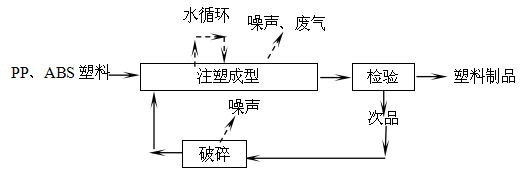 水循环
噪声、废气
PP、ABS 塑料
注塑成型
检验
塑料制品
噪声
次品
破碎